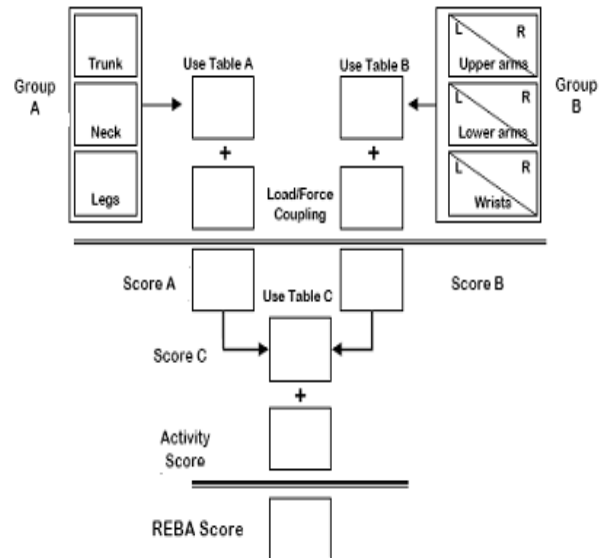 Group
A
Trunk
Neck
Legs
Use Table A
+
Use Table B
+
Load/Force
Coupling
L R
Upper arms
L R
Lower arms
L R
Wrists
Group
B
Score A
Use Table C
Score B
Score C
+
Activity
Score
REBA Score